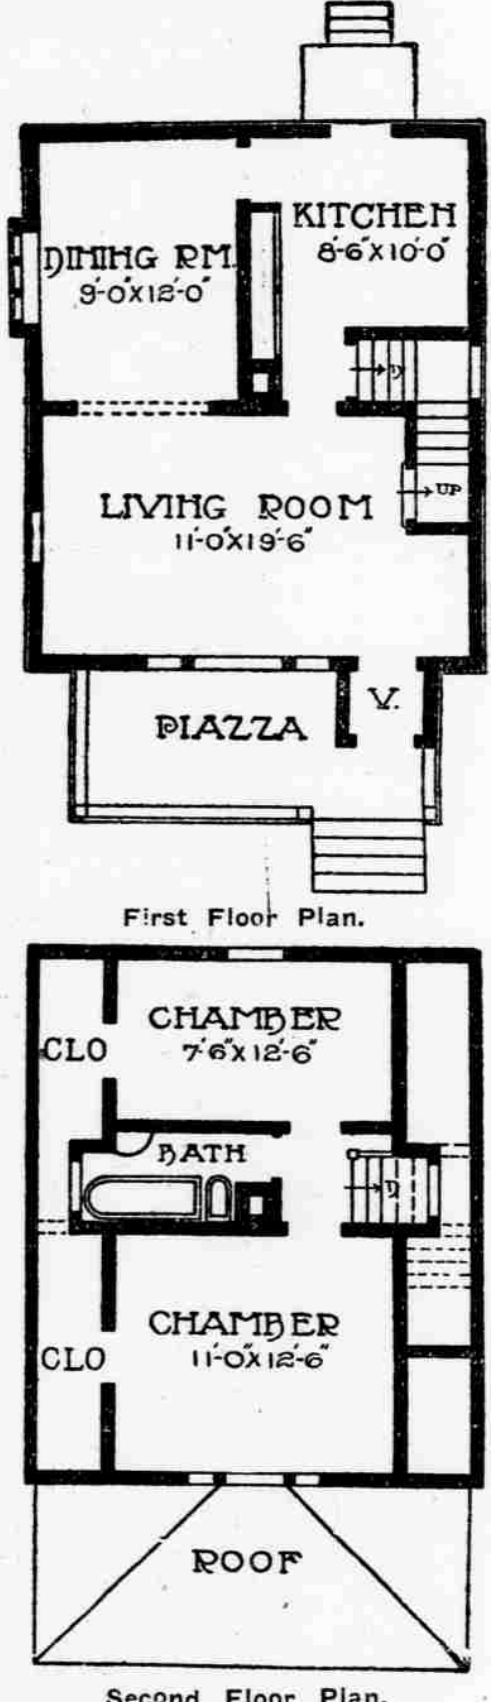 KITCHEN
8'-6"X10'-0"
DINING RM.
9'-0"X12'-0"
D
LIVING ROOM
11'-0"X19'-6"
UP
V.
PIAZZA
First Floor Plan.
CHAMBER
7'6"X12'-6"
CLO
BATH
D
CHAMBER
11'-0"X12'-6"
CLO
ROOF
Second Floor Plan.